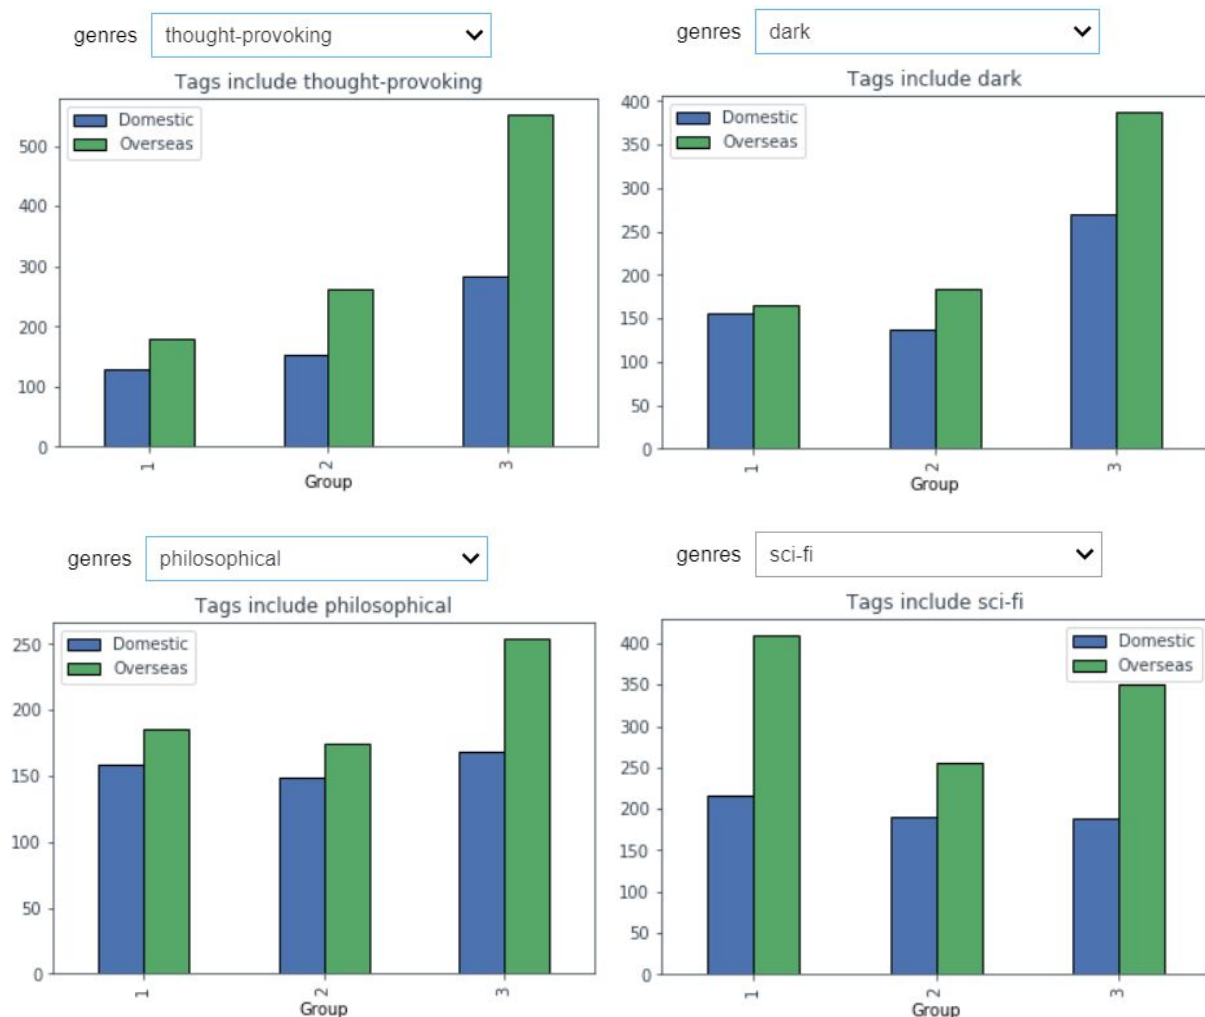 genres thought-provoking
Tags include thought-provoking
Domestic
Overseas
500
400
300
200
100
0
1
2
3
Group
genres dark
Tags include dark
Domestic
Overseas
400
350
300
250
200
150
100
50
0
1
2
3
Group
genres philosophical
Tags include philosophical
Domestic
Overseas
250
200
150
100
50
0
1
2
3
Group
genres sci-fi
Tags include sci-fi
Domestic
Overseas
400
350
300
250
200
150
100
50
0
1
2
3
Group